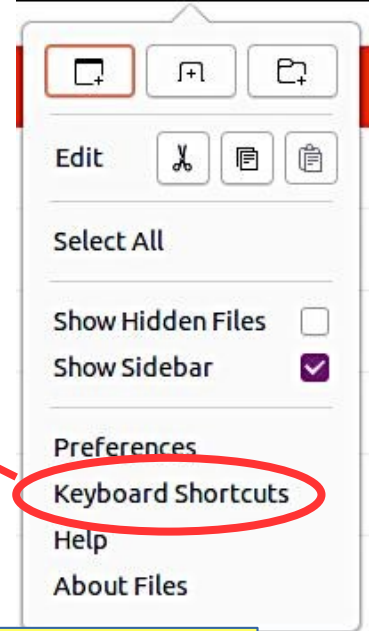 Edit
Select All
Show Hidden Files
Show Sidebar
Preferences
Keyboard Shortcuts
Help
About Files